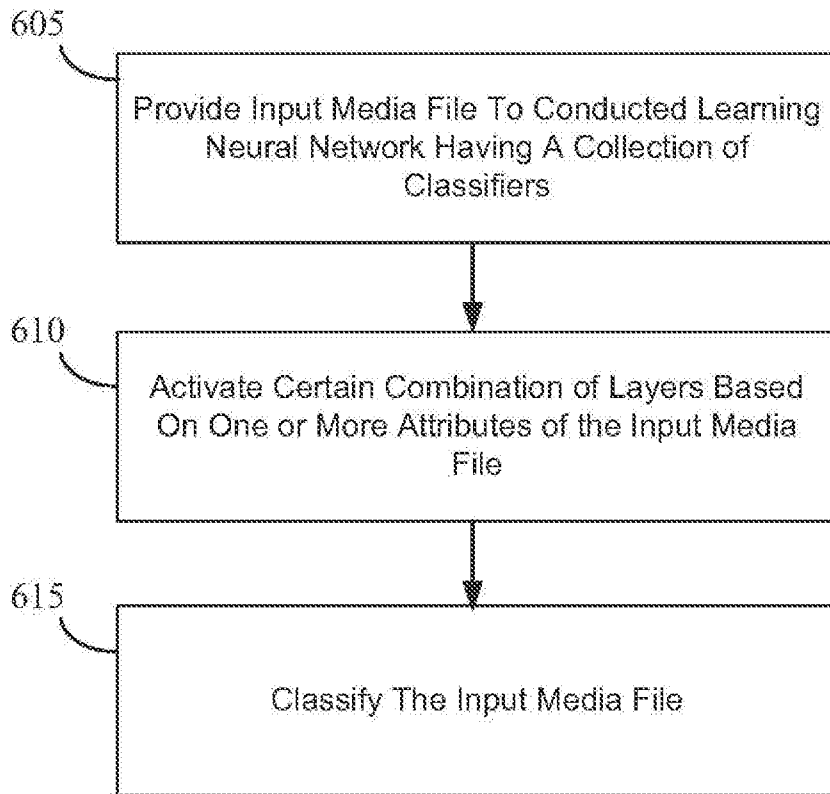 605
Provide Input Media File To Conducted Learning
Neural Network Having A Collection of
Classifiers
610
Activate Certain Combination of Layers Based
On One or More Attributes of the Input Media
File
615
Classify The Input Media File